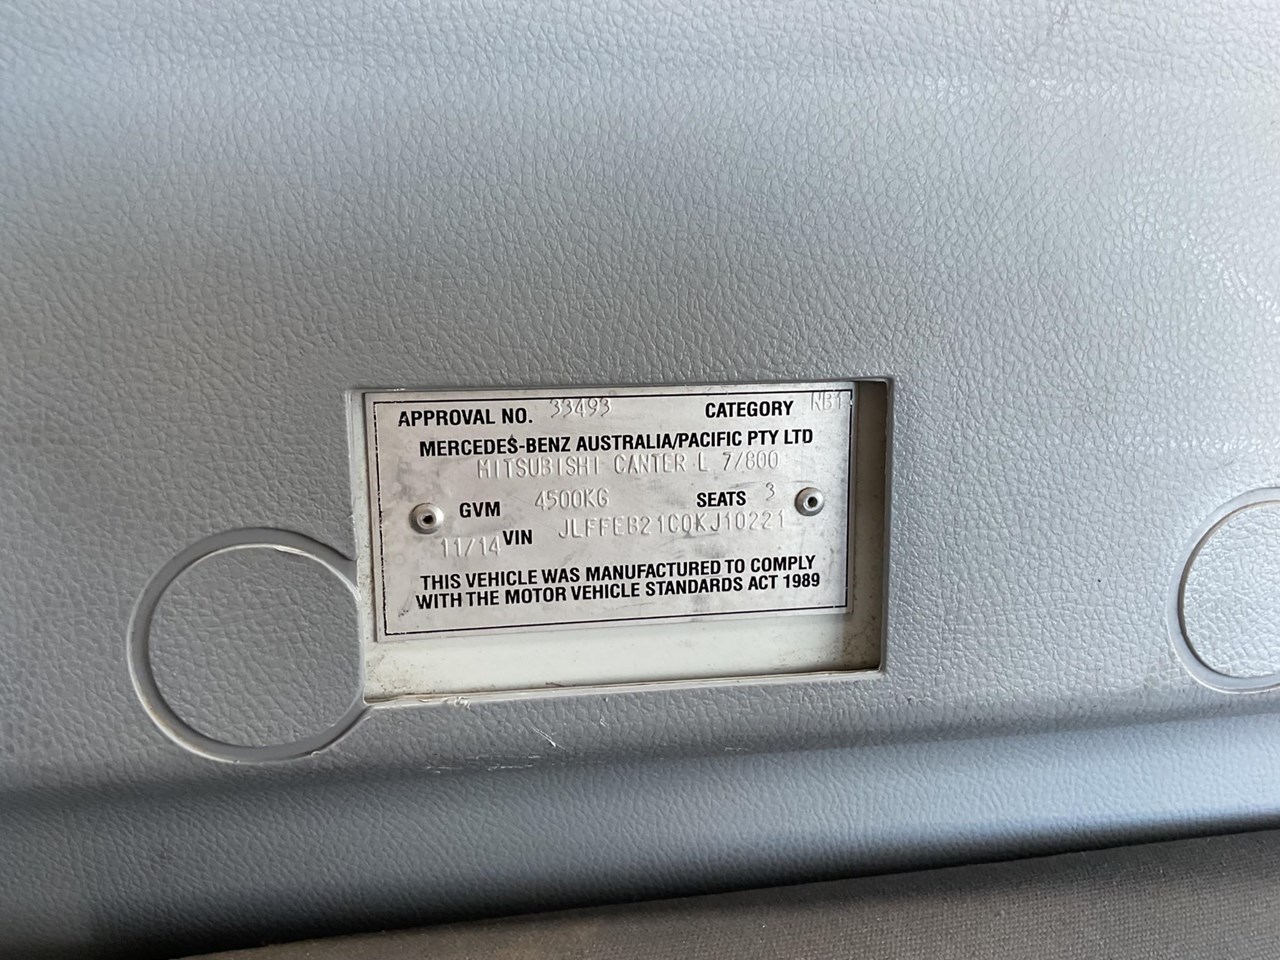 APPROVAL NO. 33493 CATEGORY NB1
MERCEDES-BENZ AUSTRALIA/PACIFIC PTY LTD
MITSUBISHI CANTER L 7/800
GVM 4500KG SEATS 3
11/14 VIN JLFFEB21C0KJ10221
THIS VEHICLE WAS MANUFACTURED TO COMPLY
WITH THE MOTOR VEHICLE STANDARDS ACT 1989